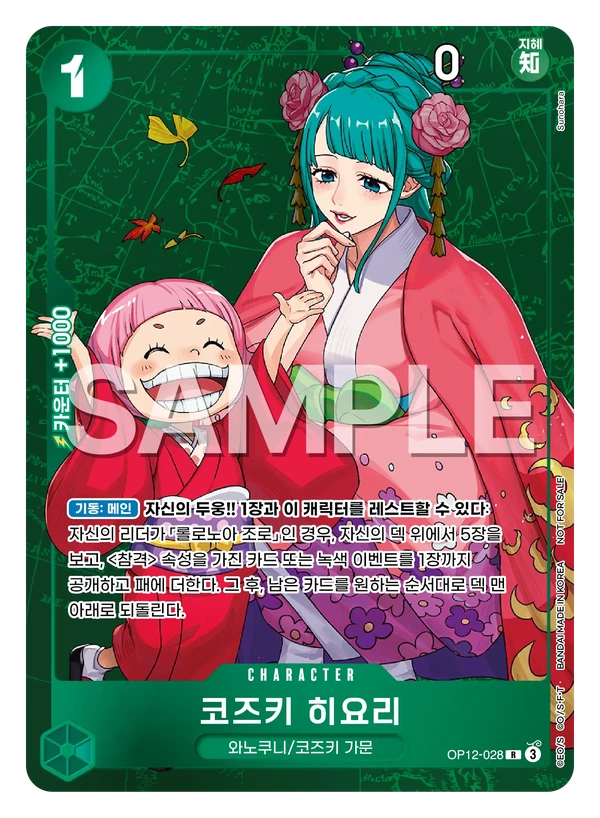 1
0
지혜
知
Sunohara
카운터 +1000
SAMPLE
기동: 메인 자신의 두웅!! 1장과 이 캐릭터를 레스트할 수 있다:
자신의 리더가 「롤로노아 조로」인 경우, 자신의 덱 위에서 5장을
보고, <참격> 속성을 가진 카드 또는 녹색 이벤트를 1장까지
공개하고 패에 더한다. 그 후, 남은 카드를 원하는 순서대로 덱 맨
아래로 되돌린다.
CHARACTER
코즈키 히요리
와노쿠니/코즈키 가문
OP12-028 R 3
©EO/S ©O/S·F·T · BANDAI MADE IN KOREA NOT FOR SALE